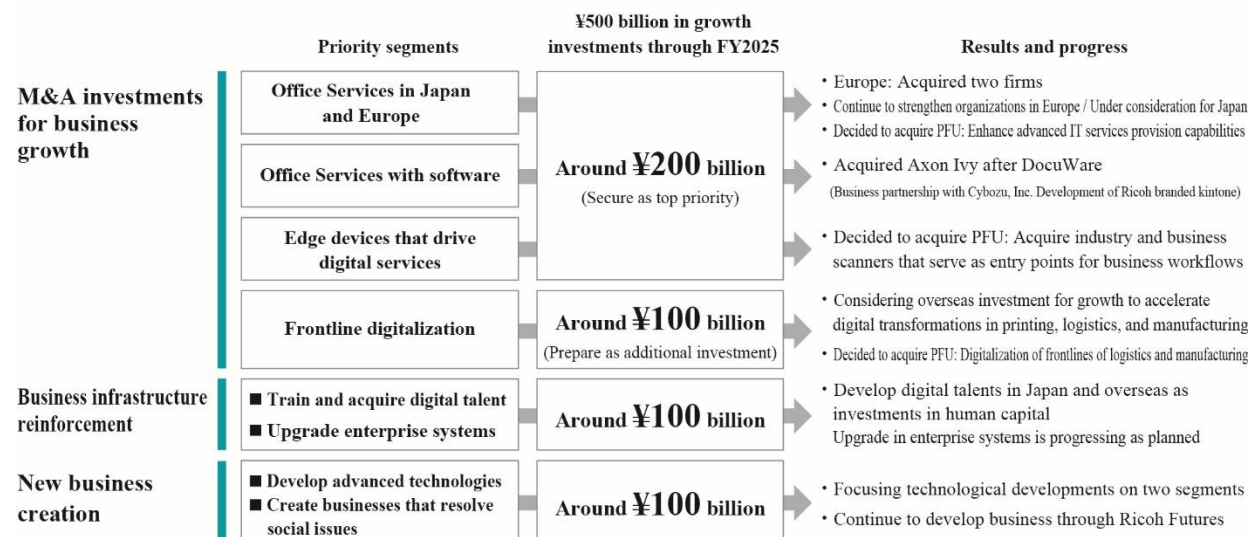 Priority segments
¥500 billion in growth
investments through FY2025
Results and progress
M&A investments
for business
growth
Office Services in Japan
and Europe
Office Services with software
Edge devices that drive
digital services
Around ¥200 billion
(Secure as top priority)
・Europe: Acquired two firms
・Continue to strengthen organizations in Europe / Under consideration for Japan
・Decided to acquire PFU: Enhance advanced IT services provision capabilities
・Acquired Axon Ivy after DocuWare
(Business partnership with Cybozu, Inc. Development of Ricoh branded kintone)
・Decided to acquire PFU: Acquire industry and business
scanners that serve as entry points for business workflows
Frontline digitalization
Around ¥100 billion
(Prepare as additional investment)
・Considering overseas investment for growth to accelerate
digital transformations in printing, logistics, and manufacturing
・Decided to acquire PFU: Digitalization of frontlines of logistics and manufacturing
Business infrastructure
reinforcement
■ Train and acquire digital talent
■ Upgrade enterprise systems
Around ¥100 billion
・Develop digital talents in Japan and overseas as
investments in human capital
Upgrade in enterprise systems is progressing as planned
New business
creation
■ Develop advanced technologies
■ Create businesses that resolve
social issues
Around ¥100 billion
・Focusing technological developments on two segments
・Continue to develop business through Ricoh Futures